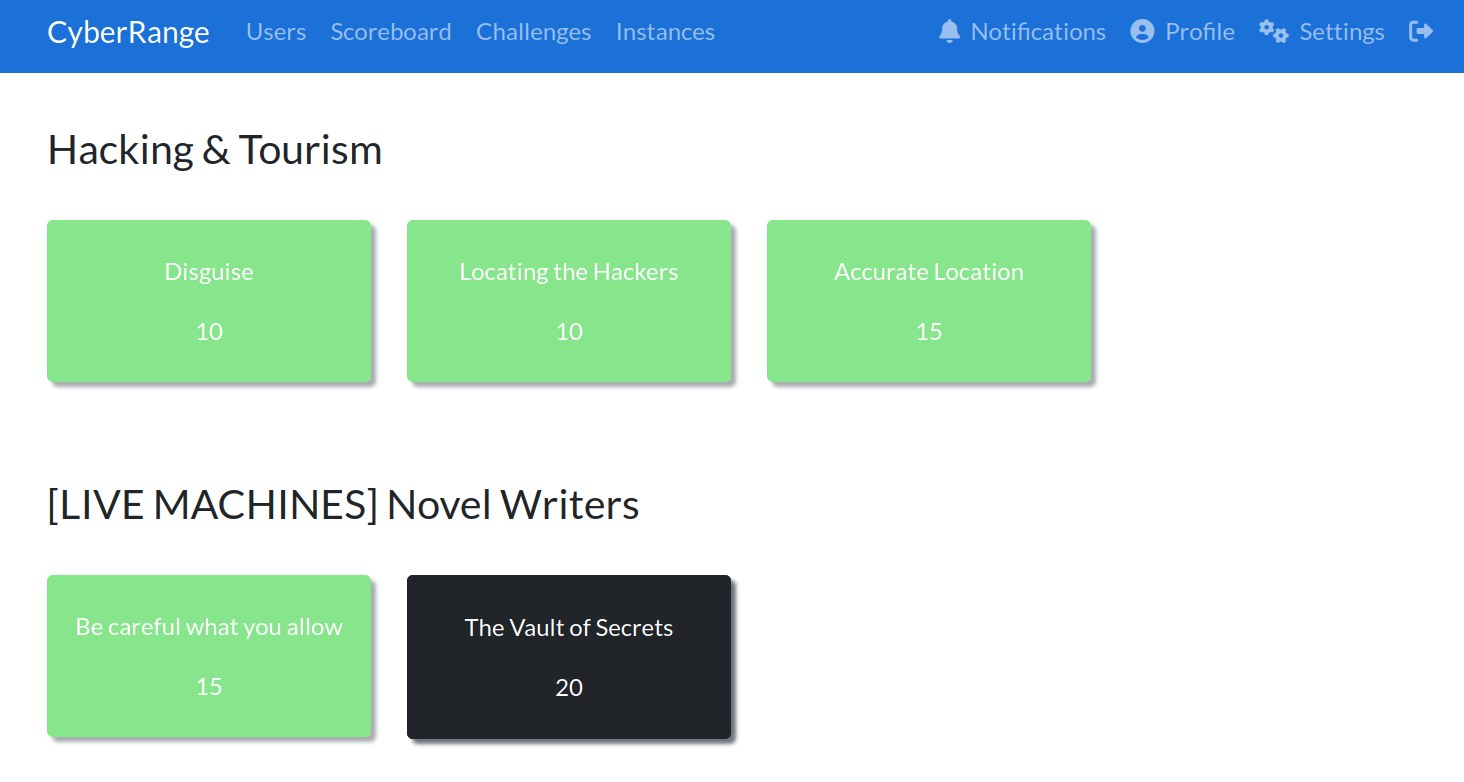 CyberRange Users Scoreboard Challenges Instances Notifications Profile Settings
Hacking & Tourism
Disguise Locating the Hackers Accurate Location
10 10 15
[LIVE MACHINES] Novel Writers
Be careful what you allow The Vault of Secrets
15 20